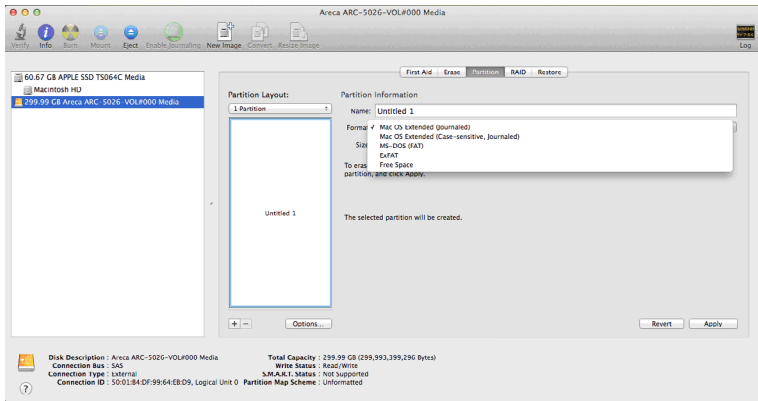 Areca ARC-5026-VOL#000 Media
Verify Info Burn Mount Eject Enable Journaling New Image Convert Resize Image Log
60.67 GB APPLE SSD TS064C Media
Macintosh HD
299.99 GB Areca ARC-5026-VOL#000 Media
First Aid Erase Partition RAID Restore
Partition Layout:
1 Partition
Untitled 1
+ − Options...
Partition Information
Name: Untitled 1
Format
✓ Mac OS Extended (Journaled)
Mac OS Extended (Case-sensitive, Journaled)
MS-DOS (FAT)
ExFAT
Free Space
Size
To eras
partition, and click Apply.
The selected partition will be created.
Revert Apply
Disk Description : Areca ARC-5026-VOL#000 Media
Connection Bus : SAS
Connection Type : External
Connection ID : 50:01:B4:DF:99:64:EB:D9, Logical Unit 0
Total Capacity : 299.99 GB (299,993,399,296 Bytes)
Write Status : Read/Write
S.M.A.R.T. Status : Not Supported
Partition Map Scheme : Unformatted
?